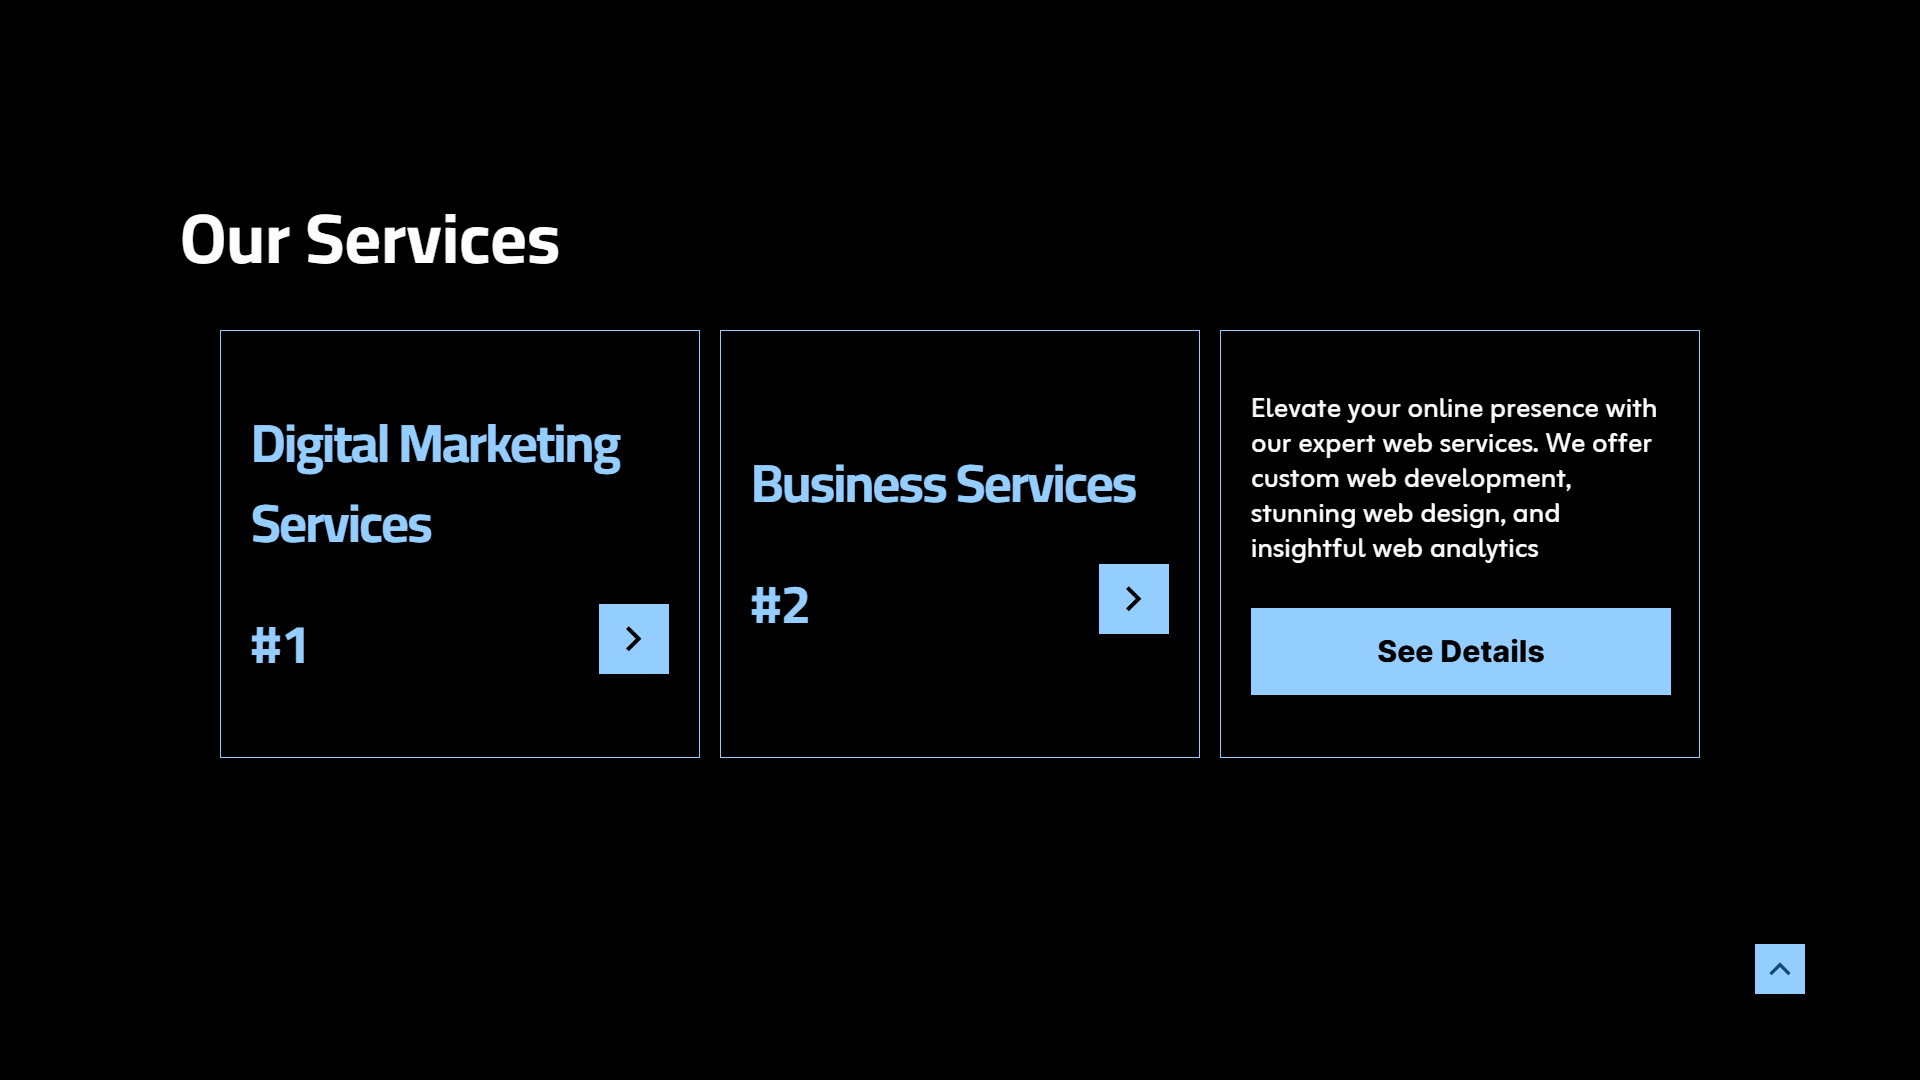 Our Services
Digital Marketing
Services
#1
Business Services
#2
Elevate your online presence with
our expert web services. We offer
custom web development,
stunning web design, and
insightful web analytics
See Details